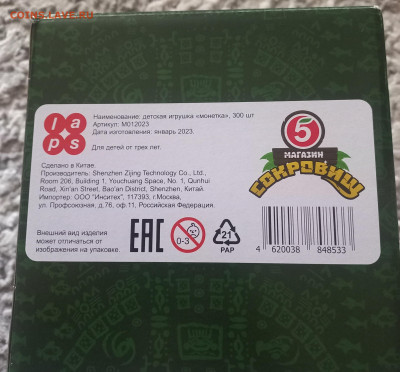 COINS.LAVE.RU
la
ps
Наименование: детская игрушка «монетка», 300 шт
Артикул: М012023
Дата изготовления: январь 2023.
Для детей от трех лет.
5
МАГАЗИН
СОКРОВИЩ
Сделано в Китае.
Производитель: Shenzhen Zijing Technology Co., Ltd.,
Room 206, Building 1, Youchuang Space, No. 1, Qunhui
Road, Xin'an Street, Bao'an District, Shenzhen, Китай.
Импортер: ООО "Инситех", 117393, г.Москва,
ул. Профсоюзная, д.76, оф.11, Российская Федерация.
Внешний вид изделия
может отличаться от
изображения на упаковке.
EAC
0-3
21
PAP
4 620038 848533